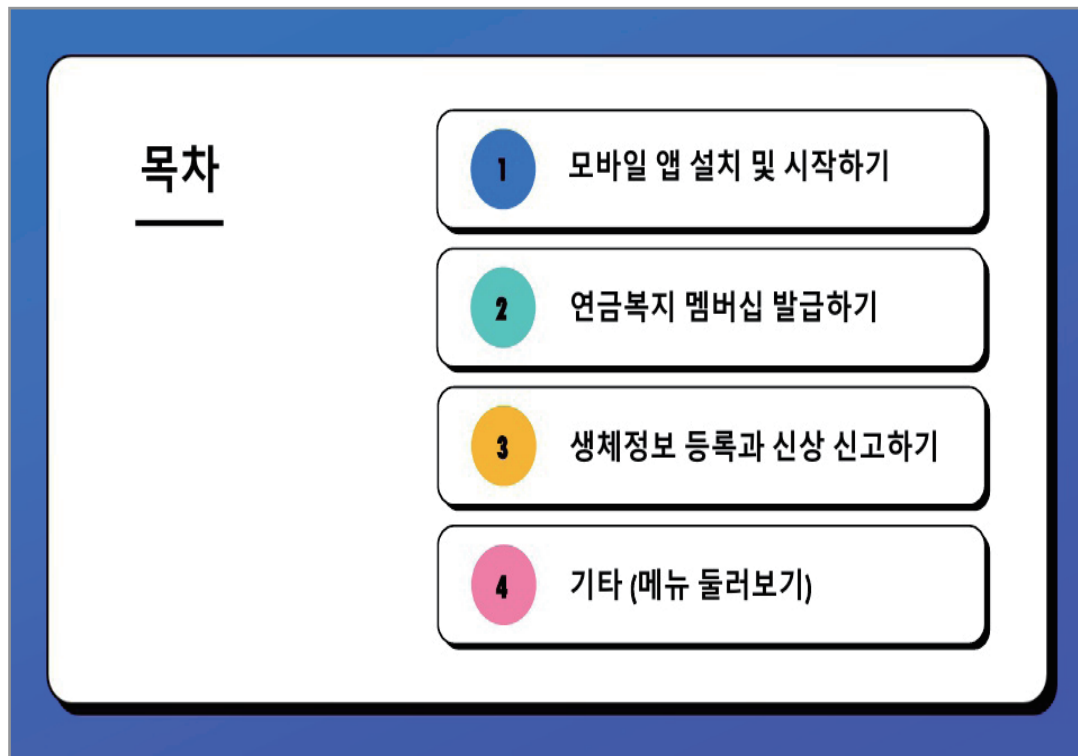 목차
1 모바일 앱 설치 및 시작하기
2 연금복지 멤버십 발급하기
3 생체정보 등록과 신상 신고하기
4 기타 (메뉴 둘러보기)